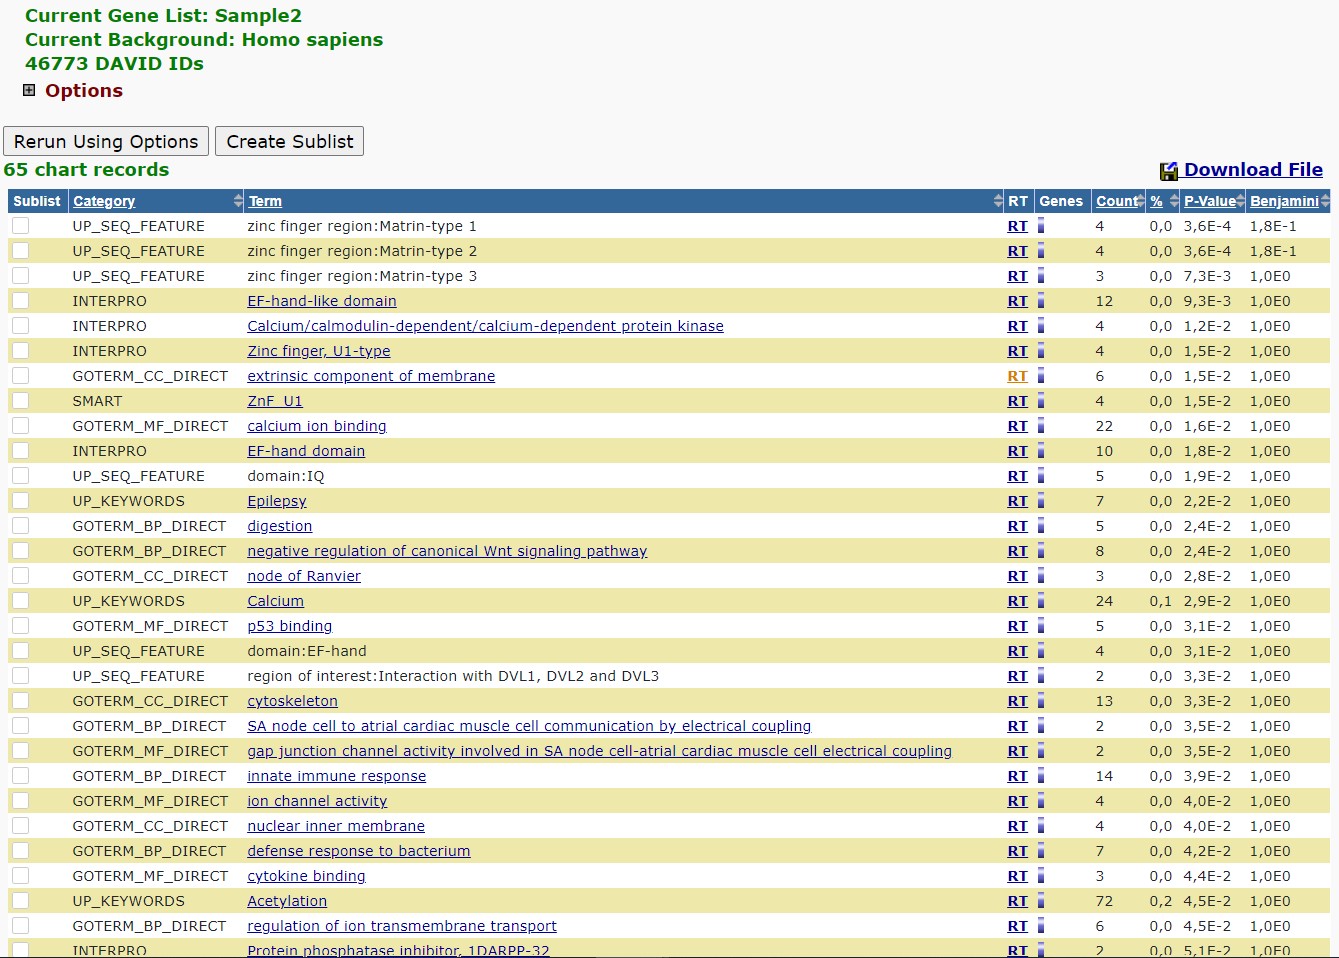 Current Gene List: Sample2
Current Background: Homo sapiens
46773 DAVID IDs
Options
Rerun Using Options Create Sublist
65 chart records Download File
Sublist Category Term RT Genes Count % P-Value Benjamini
UP_SEQ_FEATURE zinc finger region:Matrin-type 1 RT 4 0,0 3,6E-4 1,8E-1
UP_SEQ_FEATURE zinc finger region:Matrin-type 2 RT 4 0,0 3,6E-4 1,8E-1
UP_SEQ_FEATURE zinc finger region:Matrin-type 3 RT 3 0,0 7,3E-3 1,0E0
INTERPRO EF-hand-like domain RT 12 0,0 9,3E-3 1,0E0
INTERPRO Calcium/calmodulin-dependent/calcium-dependent protein kinase RT 4 0,0 1,2E-2 1,0E0
INTERPRO Zinc finger, U1-type RT 4 0,0 1,5E-2 1,0E0
GOTERM_CC_DIRECT extrinsic component of membrane RT 6 0,0 1,5E-2 1,0E0
SMART ZnF_U1 RT 4 0,0 1,5E-2 1,0E0
GOTERM_MF_DIRECT calcium ion binding RT 22 0,0 1,6E-2 1,0E0
INTERPRO EF-hand domain RT 10 0,0 1,8E-2 1,0E0
UP_SEQ_FEATURE domain:IQ RT 5 0,0 1,9E-2 1,0E0
UP_KEYWORDS Epilepsy RT 7 0,0 2,2E-2 1,0E0
GOTERM_BP_DIRECT digestion RT 5 0,0 2,4E-2 1,0E0
GOTERM_BP_DIRECT negative regulation of canonical Wnt signaling pathway RT 8 0,0 2,4E-2 1,0E0
GOTERM_CC_DIRECT node of Ranvier RT 3 0,0 2,8E-2 1,0E0
UP_KEYWORDS Calcium RT 24 0,1 2,9E-2 1,0E0
GOTERM_MF_DIRECT p53 binding RT 5 0,0 3,1E-2 1,0E0
UP_SEQ_FEATURE domain:EF-hand RT 4 0,0 3,1E-2 1,0E0
UP_SEQ_FEATURE region of interest:Interaction with DVL1, DVL2 and DVL3 RT 2 0,0 3,3E-2 1,0E0
GOTERM_CC_DIRECT cytoskeleton RT 13 0,0 3,3E-2 1,0E0
GOTERM_BP_DIRECT SA node cell to atrial cardiac muscle cell communication by electrical coupling RT 2 0,0 3,5E-2 1,0E0
GOTERM_MF_DIRECT gap junction channel activity involved in SA node cell-atrial cardiac muscle cell electrical coupling RT 2 0,0 3,5E-2 1,0E0
GOTERM_BP_DIRECT innate immune response RT 14 0,0 3,9E-2 1,0E0
GOTERM_MF_DIRECT ion channel activity RT 4 0,0 4,0E-2 1,0E0
GOTERM_CC_DIRECT nuclear inner membrane RT 4 0,0 4,0E-2 1,0E0
GOTERM_BP_DIRECT defense response to bacterium RT 7 0,0 4,2E-2 1,0E0
GOTERM_MF_DIRECT cytokine binding RT 3 0,0 4,4E-2 1,0E0
UP_KEYWORDS Acetylation RT 72 0,2 4,5E-2 1,0E0
GOTERM_BP_DIRECT regulation of ion transmembrane transport RT 6 0,0 4,5E-2 1,0E0
INTERPRO Protein phosphatase inhibitor, 1DARPP-32 RT 2 0,0 5,1E-2 1,0E0